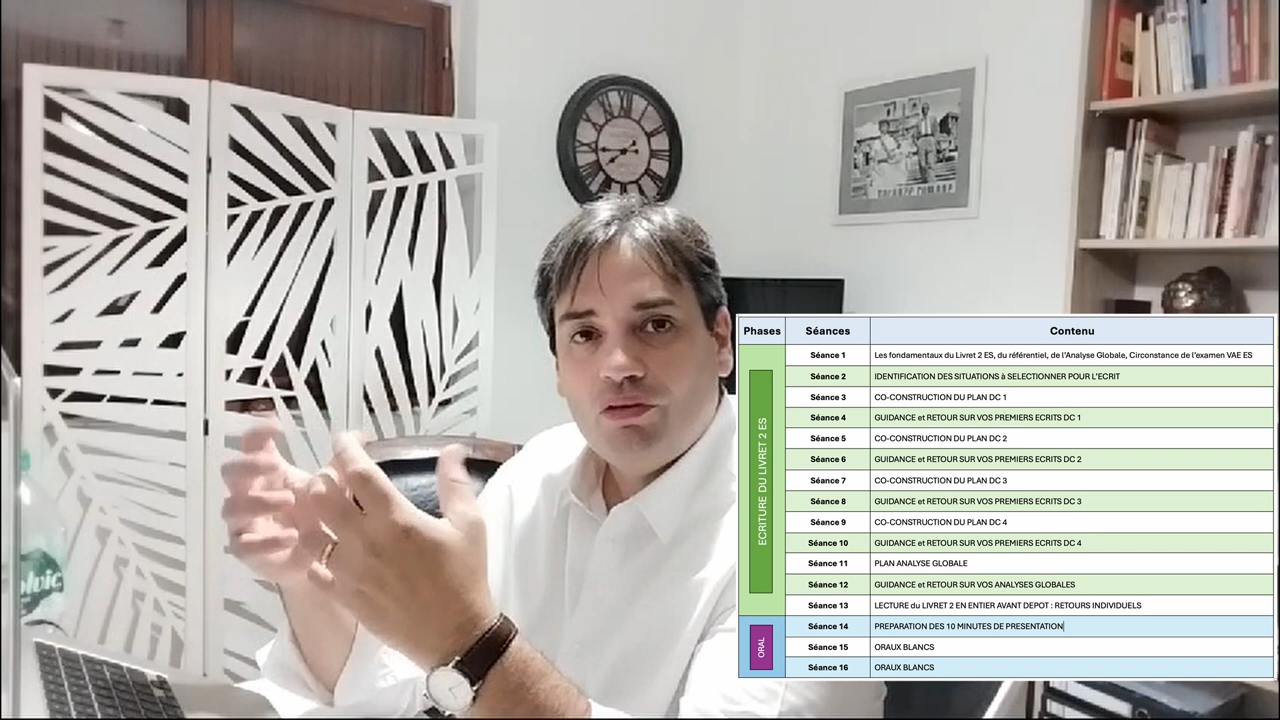 VACANZE ROMANE
olvic
Phases Séances Contenu
ECRITURE DU LIVRET 2 ES
Séance 1 Les fondamentaux du Livret 2 ES, du référentiel, de l'Analyse Globale, Circonstance de l'examen VAE ES
Séance 2 IDENTIFICATION DES SITUATIONS à SELECTIONNER POUR L'ECRIT
Séance 3 CO-CONSTRUCTION DU PLAN DC 1
Séance 4 GUIDANCE et RETOUR SUR VOS PREMIERS ECRITS DC 1
Séance 5 CO-CONSTRUCTION DU PLAN DC 2
Séance 6 GUIDANCE et RETOUR SUR VOS PREMIERS ECRITS DC 2
Séance 7 CO-CONSTRUCTION DU PLAN DC 3
Séance 8 GUIDANCE et RETOUR SUR VOS PREMIERS ECRITS DC 3
Séance 9 CO-CONSTRUCTION DU PLAN DC 4
Séance 10 GUIDANCE et RETOUR SUR VOS PREMIERS ECRITS DC 4
Séance 11 PLAN ANALYSE GLOBALE
Séance 12 GUIDANCE et RETOUR SUR VOS ANALYSES GLOBALES
Séance 13 LECTURE du LIVRET 2 EN ENTIER AVANT DEPOT : RETOURS INDIVIDUELS
ORAL
Séance 14 PREPARATION DES 10 MINUTES DE PRESENTATION
Séance 15 ORAUX BLANCS
Séance 16 ORAUX BLANCS